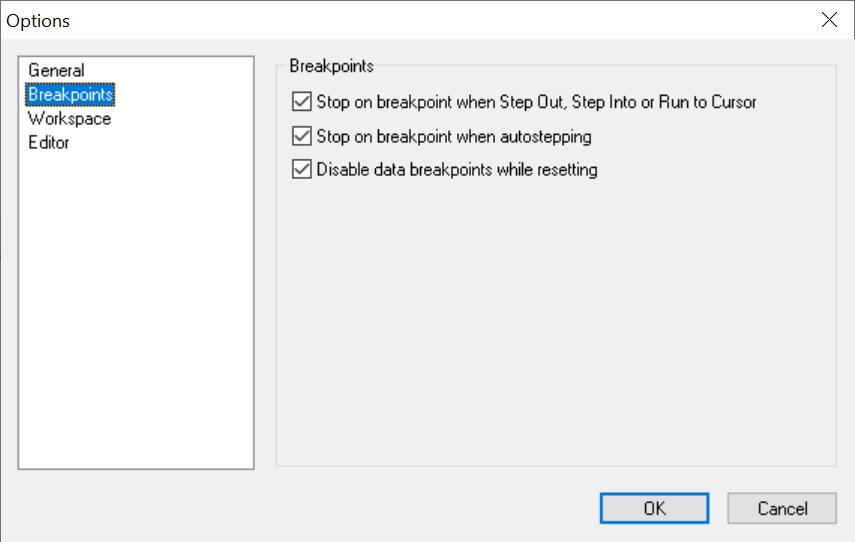 Options
General
Breakpoints
Workspace
Editor
Breakpoints
Stop on breakpoint when Step Out, Step Into or Run to Cursor
Stop on breakpoint when autostepping
Disable data breakpoints while resetting
OK
Cancel